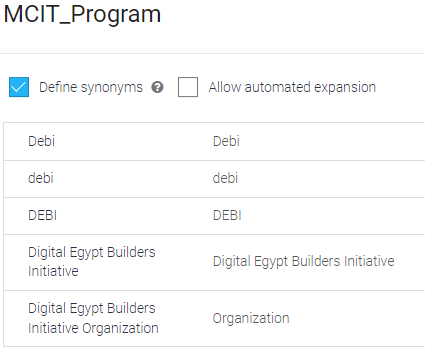 MCIT_Program
Define synonyms ? Allow automated expansion
Debi Debi
debi debi
DEBI DEBI
Digital Egypt Builders
Initiative
Digital Egypt Builders Initiative
Digital Egypt Builders
Initiative Organization
Organization